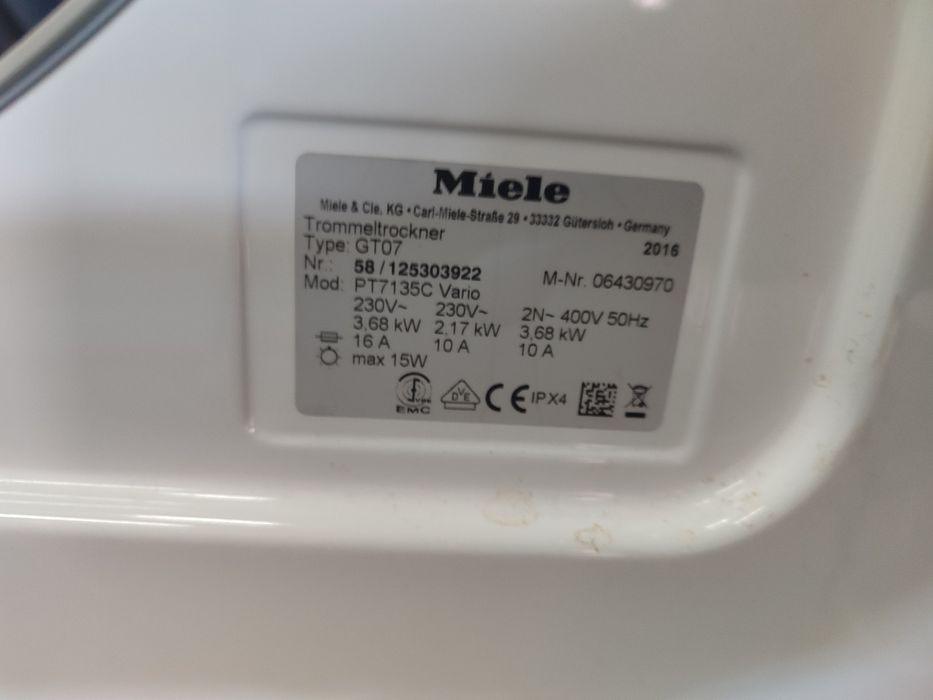 Miele
Miele & Cie. KG • Carl-Miele-Straße 29 • 33332 Gütersloh • Germany
Trommeltrockner 2016
Type: GT07
Nr.: 58 / 125303922 M-Nr. 06430970
Mod: PT7135C Vario
230V~ 230V~ 2N~ 400V 50Hz
3,68 kW 2,17 kW 3,68 kW
16 A 10 A 10 A
max 15W
EMC DVE CE IPX4